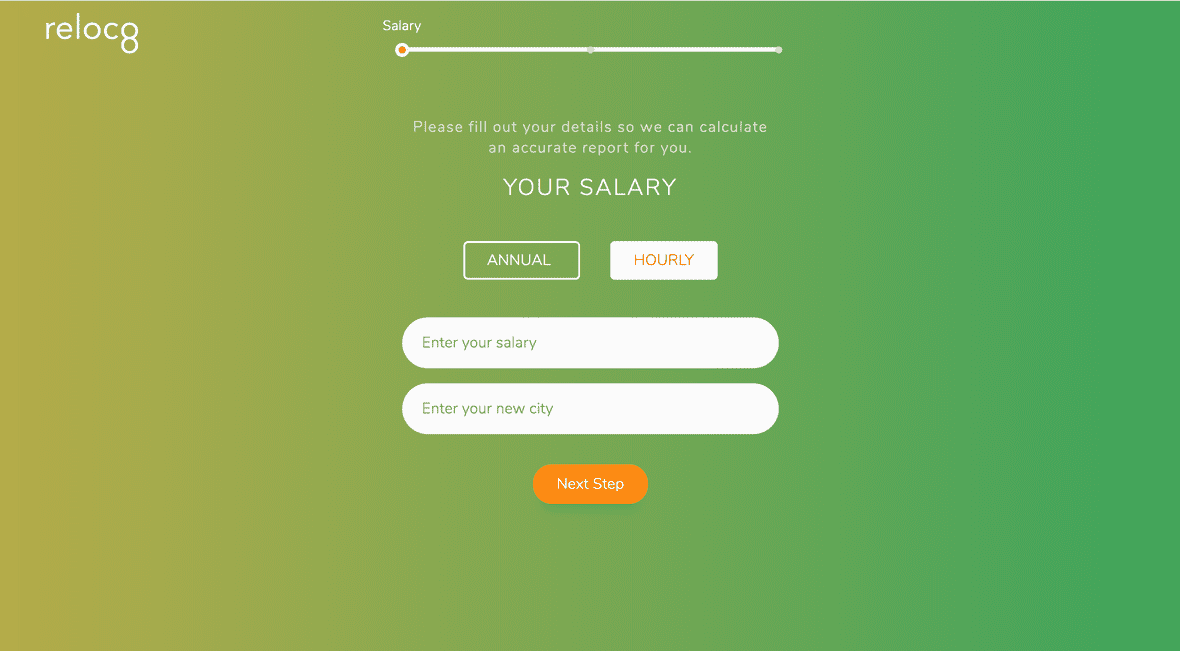 reloc8
Salary
Please fill out your details so we can calculate
an accurate report for you.
YOUR SALARY
ANNUAL
HOURLY
Enter your salary
Enter your new city
Next Step